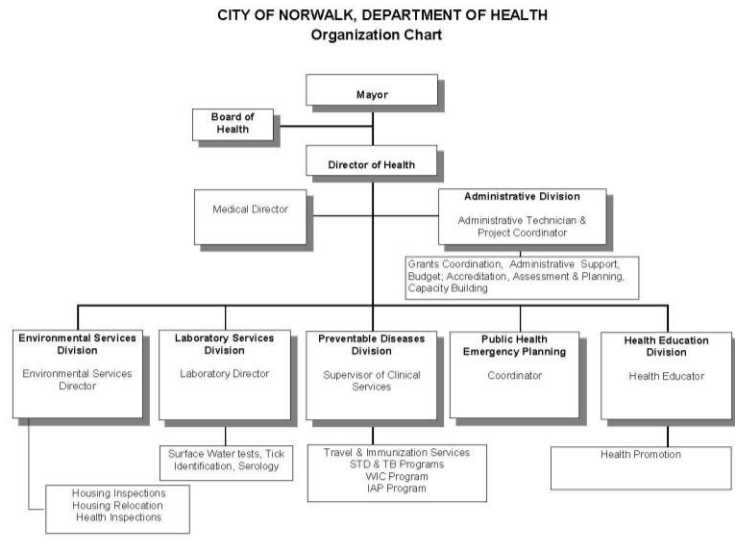 CITY OF NORWALK, DEPARTMENT OF HEALTH
Organization Chart
Mayor
Board of
Health
Director of Health
Medical Director
Administrative Division
Administrative Technician &
Project Coordinator
Grants Coordination, Administrative Support,
Budget; Accreditation, Assessment & Planning,
Capacity Building
Environmental Services
Division
Environmental Services
Director
Laboratory Services
Division
Laboratory Director
Preventable Diseases
Division
Supervisor of Clinical
Services
Public Health
Emergency Planning
Coordinator
Health Education
Division
Health Educator
Surface Water tests, Tick
Identification, Serology
Travel & Immunization Services
STD & TB Programs
WIC Program
IAP Program
Health Promotion
Housing Inspections
Housing Relocation
Health Inspections